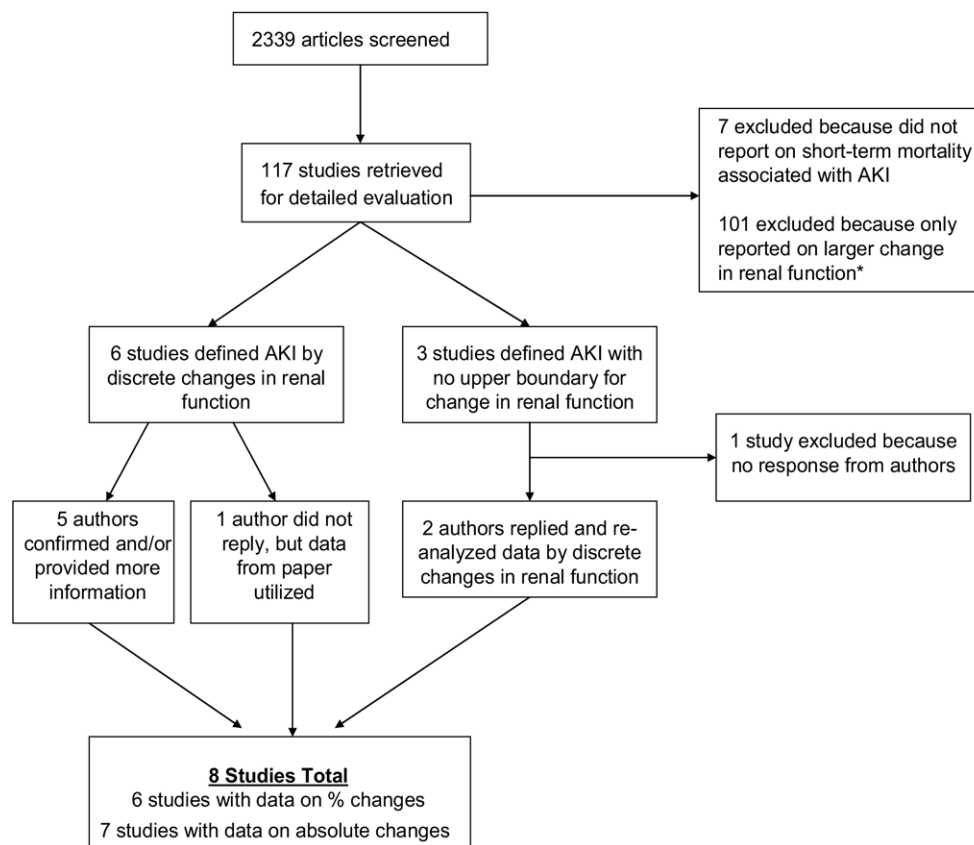 2339 articles screened
117 studies retrieved
for detailed evaluation
7 excluded because did not
report on short-term mortality
associated with AKI
101 excluded because only
reported on larger change
in renal function*
6 studies defined AKI by
discrete changes in renal
function
3 studies defined AKI with
no upper boundary for
change in renal function
1 study excluded because
no response from authors
5 authors
confirmed and/or
provided more
information
1 author did not
reply, but data
from paper
utilized
2 authors replied and re-
analyzed data by discrete
changes in renal function
8 Studies Total
6 studies with data on % changes
7 studies with data on absolute changes